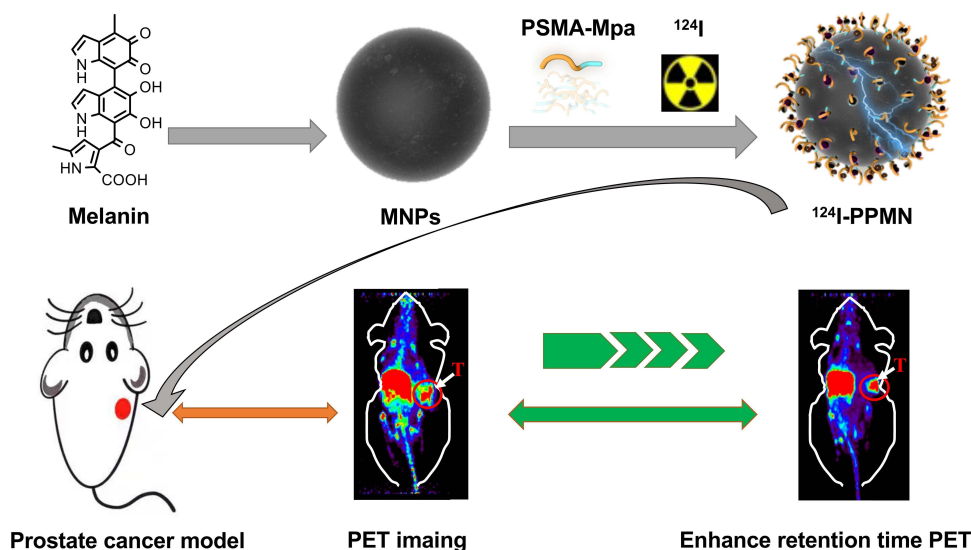 PSMA-Mpa
¹²⁴I
O
O
NH
OH
OH
NH
O
NH
COOH
Melanin
MNPs
¹²⁴I-PPMN
T
T
Prostate cancer model
PET imaing
Enhance retention time PET